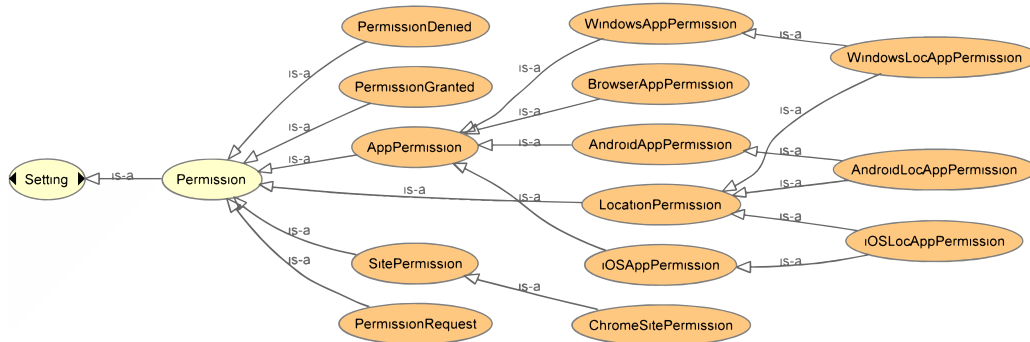 PermissionDenied
WindowsAppPermission
is-a
WindowsLocAppPermission
is-a
is-a
PermissionGranted
BrowserAppPermission
is-a
is-a
is-a
AppPermission
is-a
AndroidAppPermission
is-a
AndroidLocAppPermission
is-a
Setting
is-a
Permission
is-a
is-a
is-a
LocationPermission
is-a
is-a
iOSLocAppPermission
is-a
SitePermission
is-a
iOSAppPermission
is-a
is-a
PermissionRequest
ChromeSitePermission